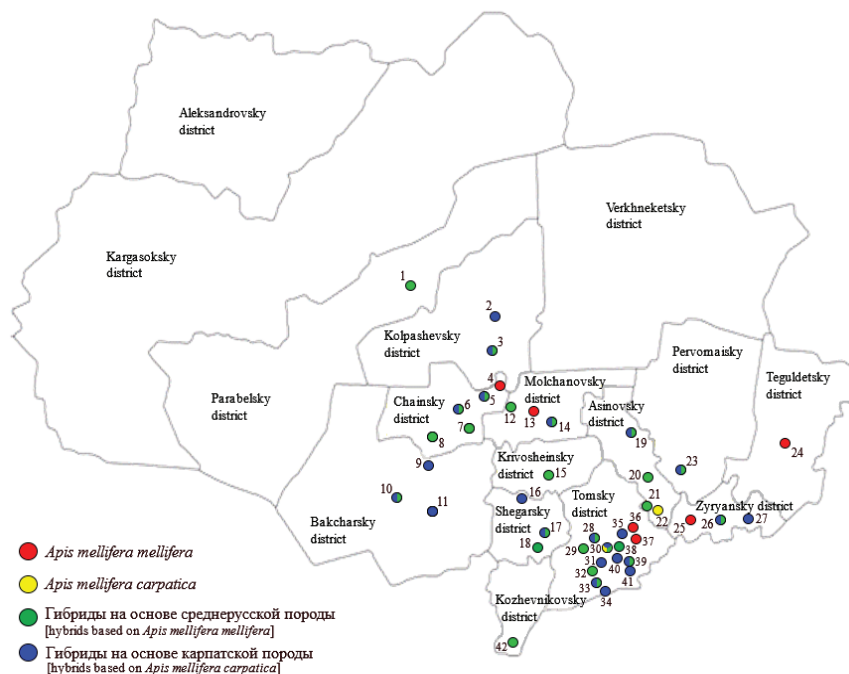 Aleksandrovsky
district
Verkhneketsky
district
Kargasoksky
district
1
2
Kolpashevsky
district
3
Pervomaisky
district
4
Molchanovsky
district
Teguldetsky
district
Parabelsky
district
Chainsky
district
6
5
12
13
14
Asinovsky
district
19
7
8
24
9
Krivosheinsky
district
15
20
23
10
11
16
Tomsky
district
21
22
Bakcharsky
district
Shegarsky
district
17
18
Zyryansky district
25
26
27
28
35
36
37
29
30
38
31
40
39
32
41
33
34
Kozhevnikovsky
district
42
Apis mellifera mellifera
Apis mellifera carpatica
Гибриды на основе среднерусской породы
[hybrids based on Apis mellifera mellifera]
Гибриды на основе карпатской породы
[hybrids based on Apis mellifera carpatica]